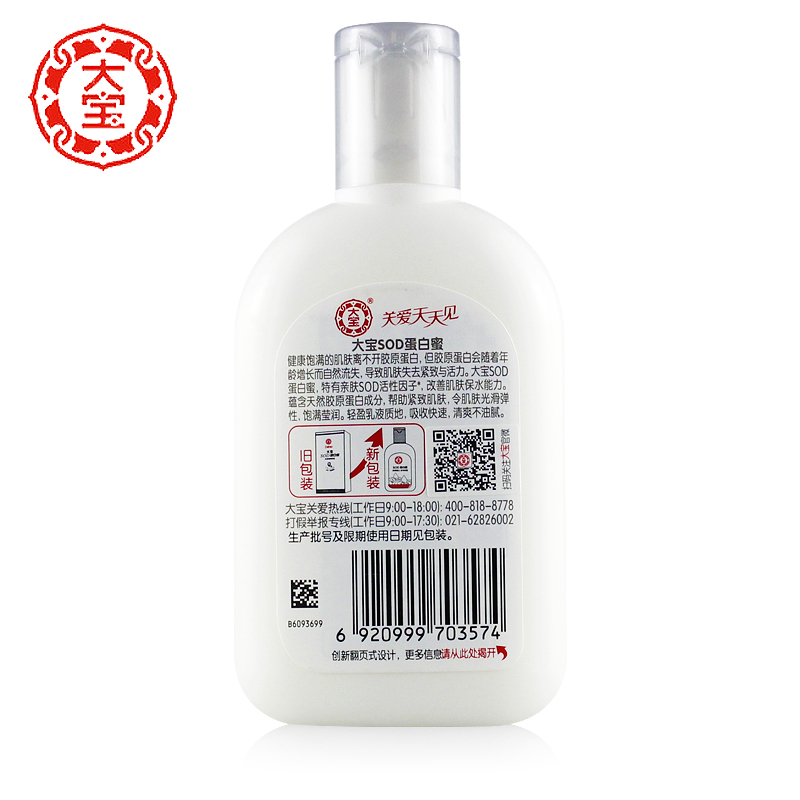 大宝
大宝®
关爱天天见
大宝SOD蛋白蜜
健康饱满的肌肤离不开胶原蛋白, 但胶原蛋白会随着年
龄增长而自然流失, 导致肌肤失去紧致与活力。大宝SOD
蛋白蜜, 特有亲肤SOD活性因子*, 改善肌肤保水能力。
蕴含天然胶原蛋白成分, 帮助紧致肌肤, 令肌肤光滑弹
性, 饱满莹润。轻盈乳液质地, 吸收快速, 清爽不油腻。
旧包装
新包装
扫码关注大宝官微
大宝关爱热线(工作日9:00-18:00): 400-818-8778
打假举报专线(工作日9:00-17:30): 021-62826002
生产批号及限期使用日期见包装。
B6093699
6 920999 703574
创新翻页式设计, 更多信息请从此处揭开